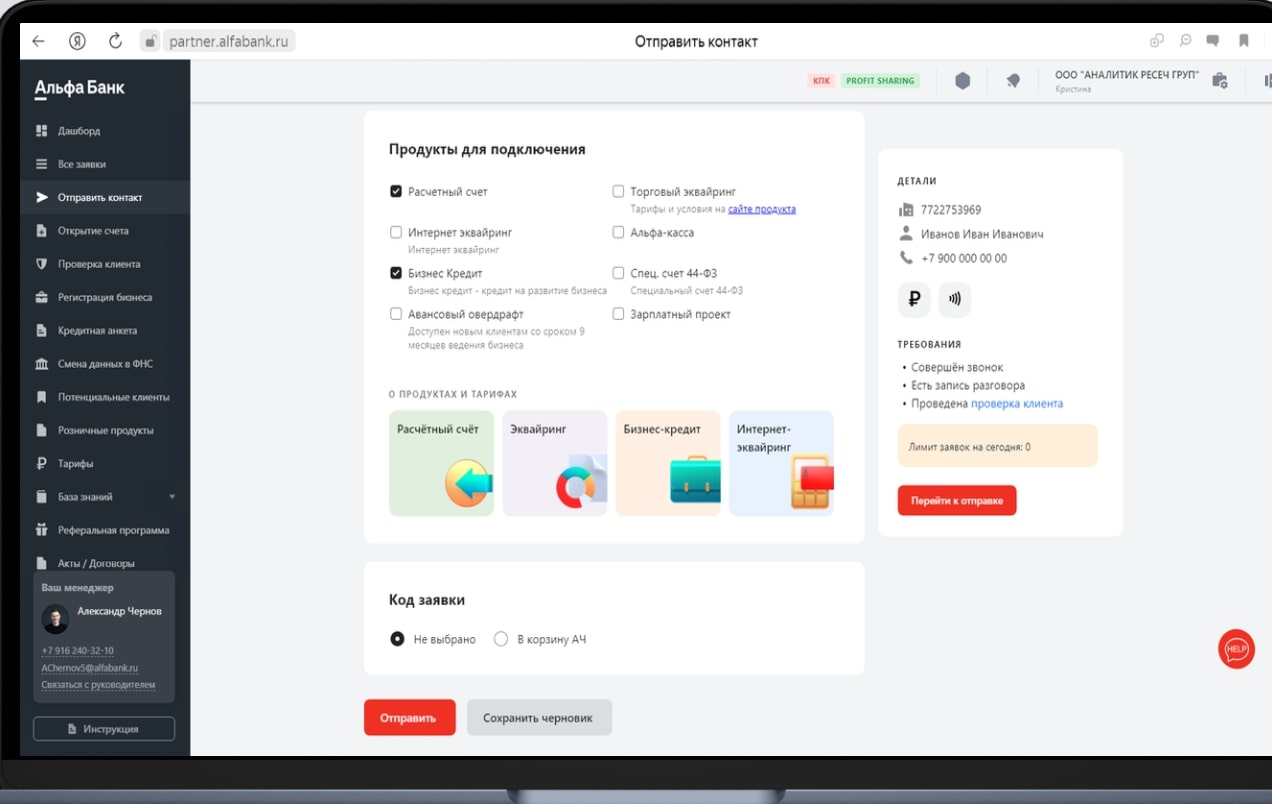 partner.alfabank.ru
Отправить контакт
Альфа Банк
Дашборд
Все заявки
Отправить контакт
Открытие счета
Проверка клиента
Регистрация бизнеса
Кредитная анкета
Смена данных в ФНС
Потенциальные клиенты
Розничные продукты
Тарифы
База знаний
Реферальная программа
Акты / Договоры
Ваш менеджер
Александр Чернов
+7 916 240-32-10
AChernov5@alfabank.ru
Связаться с руководителем
Инструкция
КПК PROFIT SHARING
ООО "АНАЛИТИК РЕСЕЧ ГРУП"
Кристина
Продукты для подключения
Расчетный счет
Торговый эквайринг
Тарифы и условия на сайте продукта
Интернет эквайринг
Интернет эквайринг
Альфа-касса
Бизнес Кредит
Бизнес кредит - кредит на развитие бизнеса
Спец. счет 44-ФЗ
Специальный счет 44-ФЗ
Авансовый овердрафт
Доступен новым клиентам со сроком 9
месяцев ведения бизнеса
Зарплатный проект
О ПРОДУКТАХ И ТАРИФАХ
Расчётный счёт
Эквайринг
Бизнес-кредит
Интернет-
эквайринг
Код заявки
Не выбрано
В корзину АЧ
Отправить
Сохранить черновик
ДЕТАЛИ
7722753969
Иванов Иван Иванович
+7 900 000 00 00
₽
ТРЕБОВАНИЯ
• Совершён звонок
• Есть запись разговора
• Проведена проверка клиента
Лимит заявок на сегодня: 0
Перейти к отправке
HELP